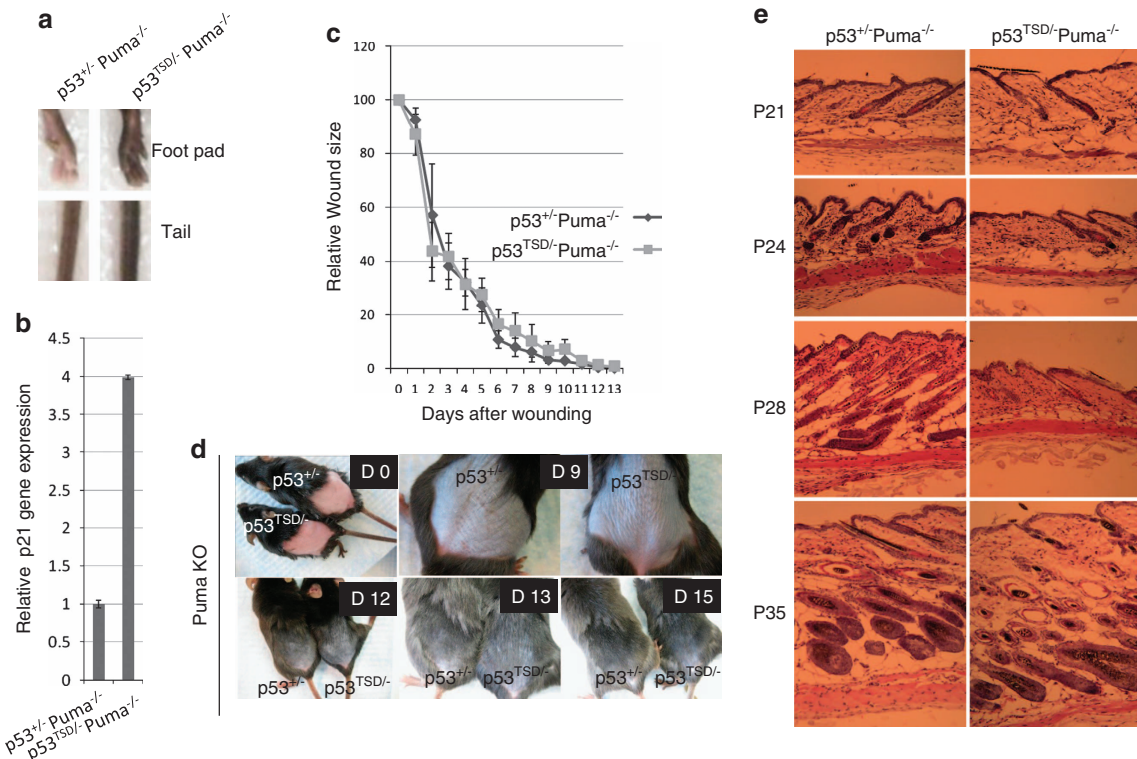 a
p53+/- Puma-/-
p53TSD/- Puma-/-
Foot pad
Tail
b
Relative p21 gene expression
4.5
4
3.5
3
2.5
2
1.5
1
0.5
0
p53+/- Puma-/-
p53TSD/- Puma-/-
c
Relative Wound size
120
100
80
60
40
20
0
0 1 2 3 4 5 6 7 8 9 10 11 12 13
Days after wounding
p53+/-Puma-/-
p53TSD/-Puma-/-
d
Puma KO
D 0
p53+/-
p53TSD/-
D 9
p53+/-
p53TSD/-
D 12
p53+/-
p53TSD/-
D 13
p53+/-
p53TSD/-
D 15
p53+/-
p53TSD/-
e
p53+/-Puma-/-
p53TSD/-Puma-/-
P21
P24
P28
P35